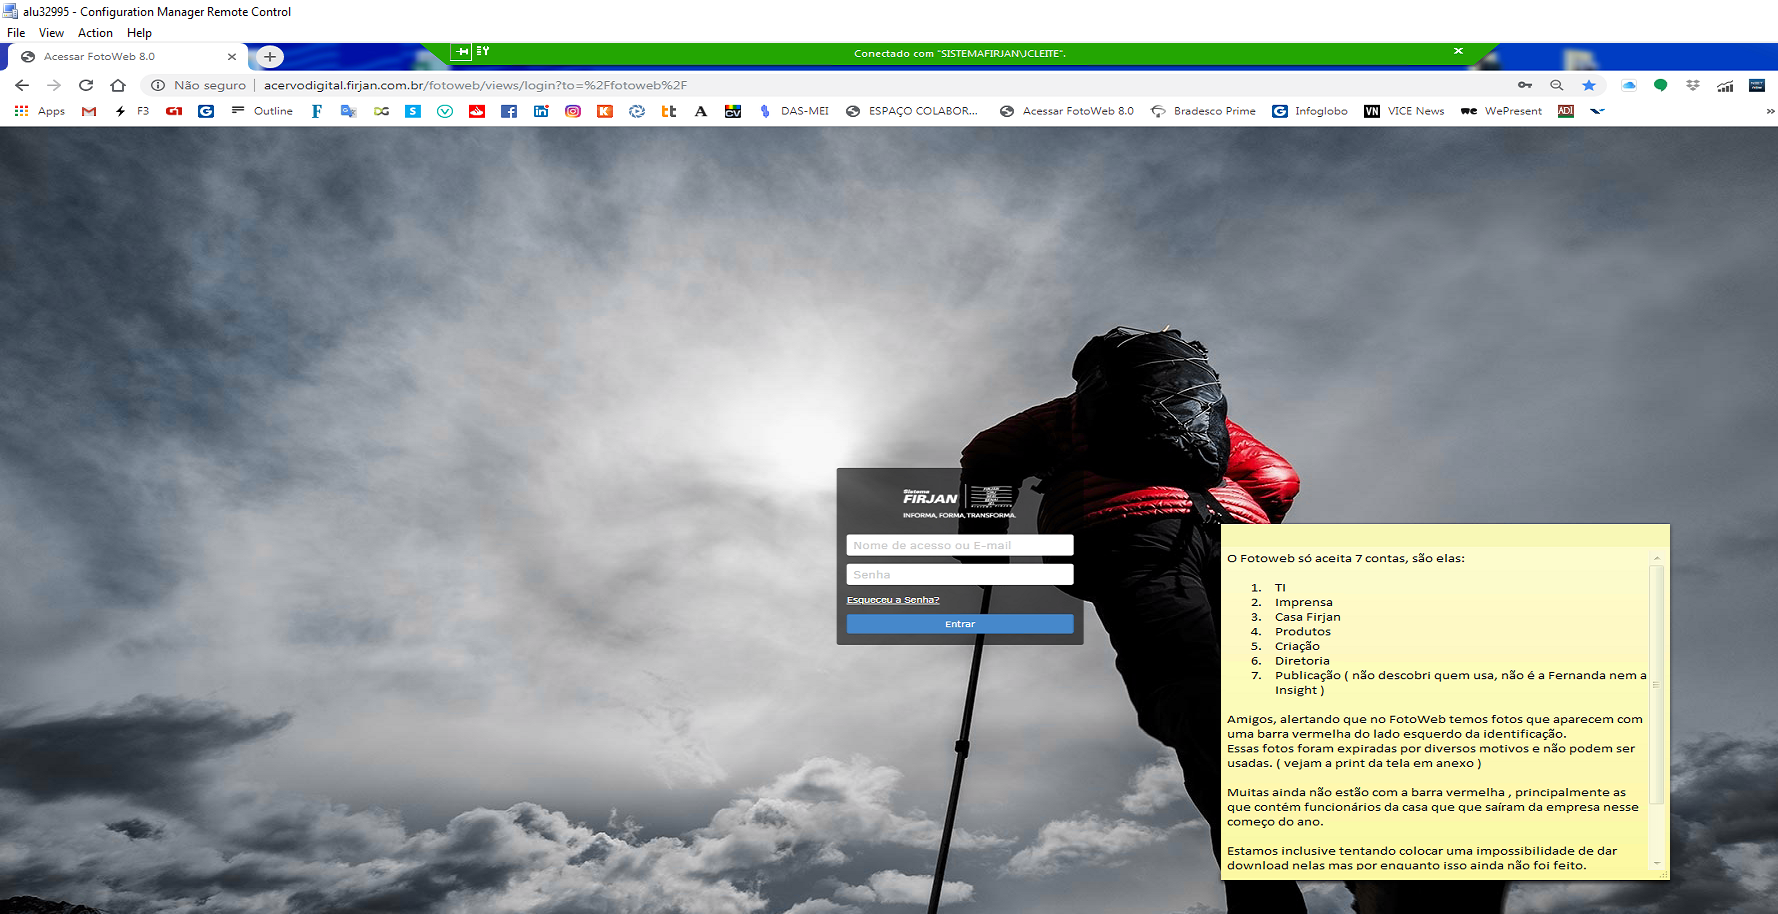 alu32995 - Configuration Manager Remote Control
File View Action Help
Acessar FotoWeb 8.0
Conectado com "SISTEMAFIRJAN\JCLEITE".
Não seguro | acervodigital.firjan.com.br/fotoweb/views/login?to=%2Ffotoweb%2F
Apps F3 G1 G Outline F DG S V K tt A CV DAS-MEI ESPAÇO COLABOR... Acessar FotoWeb 8.0 Bradesco Prime G Infoglobo VN VICE News we WePresent ADI »
Sistema
FIRJAN
INFORMA, FORMA, TRANSFORMA.
Nome de acesso ou E-mail
Senha
Esqueceu a Senha?
Entrar
O Fotoweb só aceita 7 contas, são elas:
1. TI
2. Imprensa
3. Casa Firjan
4. Produtos
5. Criação
6. Diretoria
7. Publicação ( não descobri quem usa, não é a Fernanda nem a
Insight )
Amigos, alertando que no FotoWeb temos fotos que aparecem com
uma barra vermelha do lado esquerdo da identificação.
Essas fotos foram expiradas por diversos motivos e não podem ser
usadas. ( vejam a print da tela em anexo )
Muitas ainda não estão com a barra vermelha , principalmente as
que contém funcionários da casa que que saíram da empresa nesse
começo do ano.
Estamos inclusive tentando colocar uma impossibilidade de dar
download nelas mas por enquanto isso ainda não foi feito.